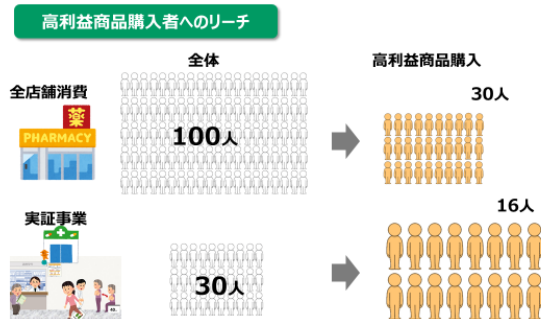 高利益商品購入者へのリーチ
全体
高利益商品購入
全店舗消費
30人
薬
PHARMACY
100人
実証事業
16人
30人